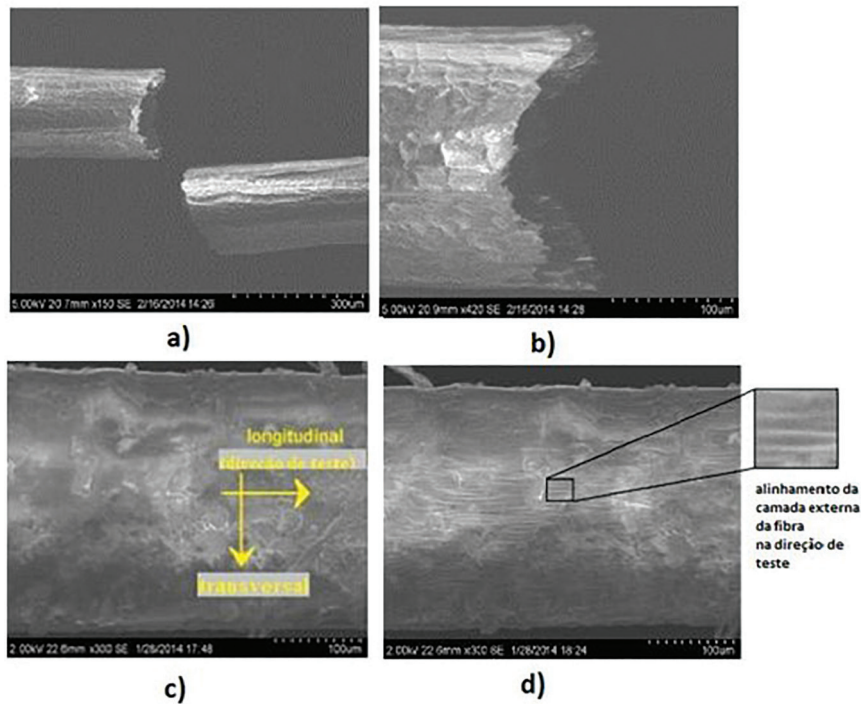 5.00kV 20.7mm x150 SE 2/16/2014 14:26
300um
5.00kV 20.9mm x420 SE 2/16/2014 14:28
100um
a)
b)
longitudinal
(direcção de teste)
transversal
2.00kV 22.6mm x300 SE 1/28/2014 17:48
100um
2.00kV 22.6mm x300 SE 1/28/2014 18:24
100um
alinhamento da
camada externa
da fibra
na direção de
teste
c)
d)